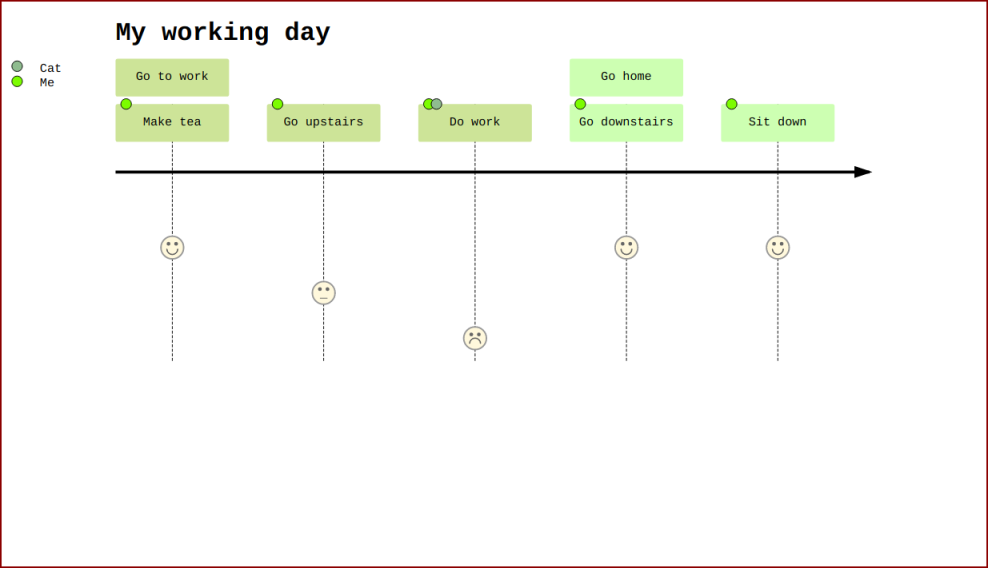 My working day
Cat
Me
Go to work
Go home
Make tea
Go upstairs
Do work
Go downstairs
Sit down